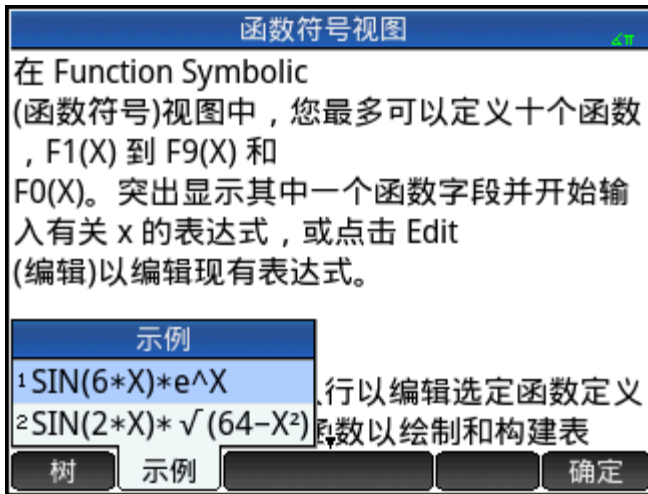 函数符号视图
∡π
在 Function Symbolic
(函数符号)视图中，您最多可以定义十个函数
，F1(X) 到 F9(X) 和
F0(X)。突出显示其中一个函数字段并开始输
入有关 x 的表达式，或点击 Edit
(编辑)以编辑现有表达式。
示例
1 SIN(6*X)*e^X
行以编辑选定函数定义
2 SIN(2*X)*√(64-X²)
函数以绘制和构建表
树
示例
确定